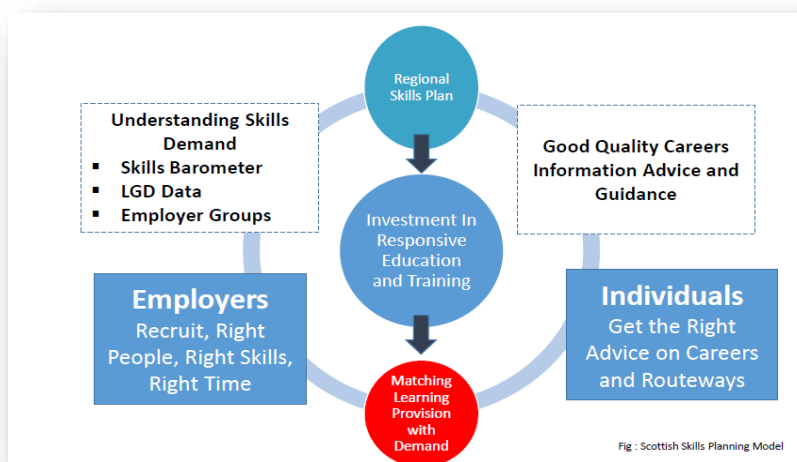 Regional
Skills Plan
Understanding Skills
Demand
▪ Skills Barometer
▪ LGD Data
▪ Employer Groups
Good Quality Careers
Information Advice and
Guidance
Investment In
Responsive
Education
and Training
Employers
Recruit, Right
People, Right Skills,
Right Time
Individuals
Get the Right
Advice on Careers
and Routeways
Matching
Learning
Provision
with
Demand
Fig : Scottish Skills Planning Model